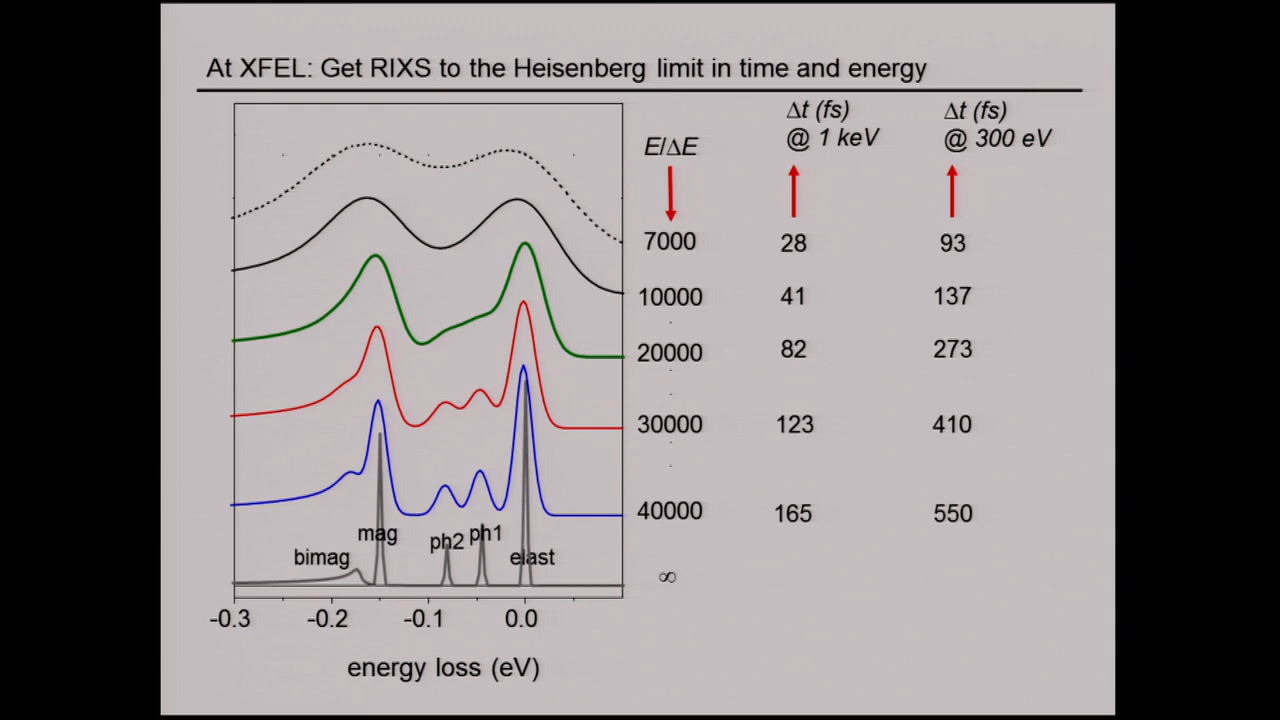 At XFEL: Get RIXS to the Heisenberg limit in time and energy
E/ΔE
Δt (fs)
@ 1 keV
Δt (fs)
@ 300 eV
7000 28 93
10000 41 137
20000 82 273
30000 123 410
40000 165 550
∞
bimag
mag
ph2
ph1
elast
-0.3 -0.2 -0.1 0.0
energy loss (eV)